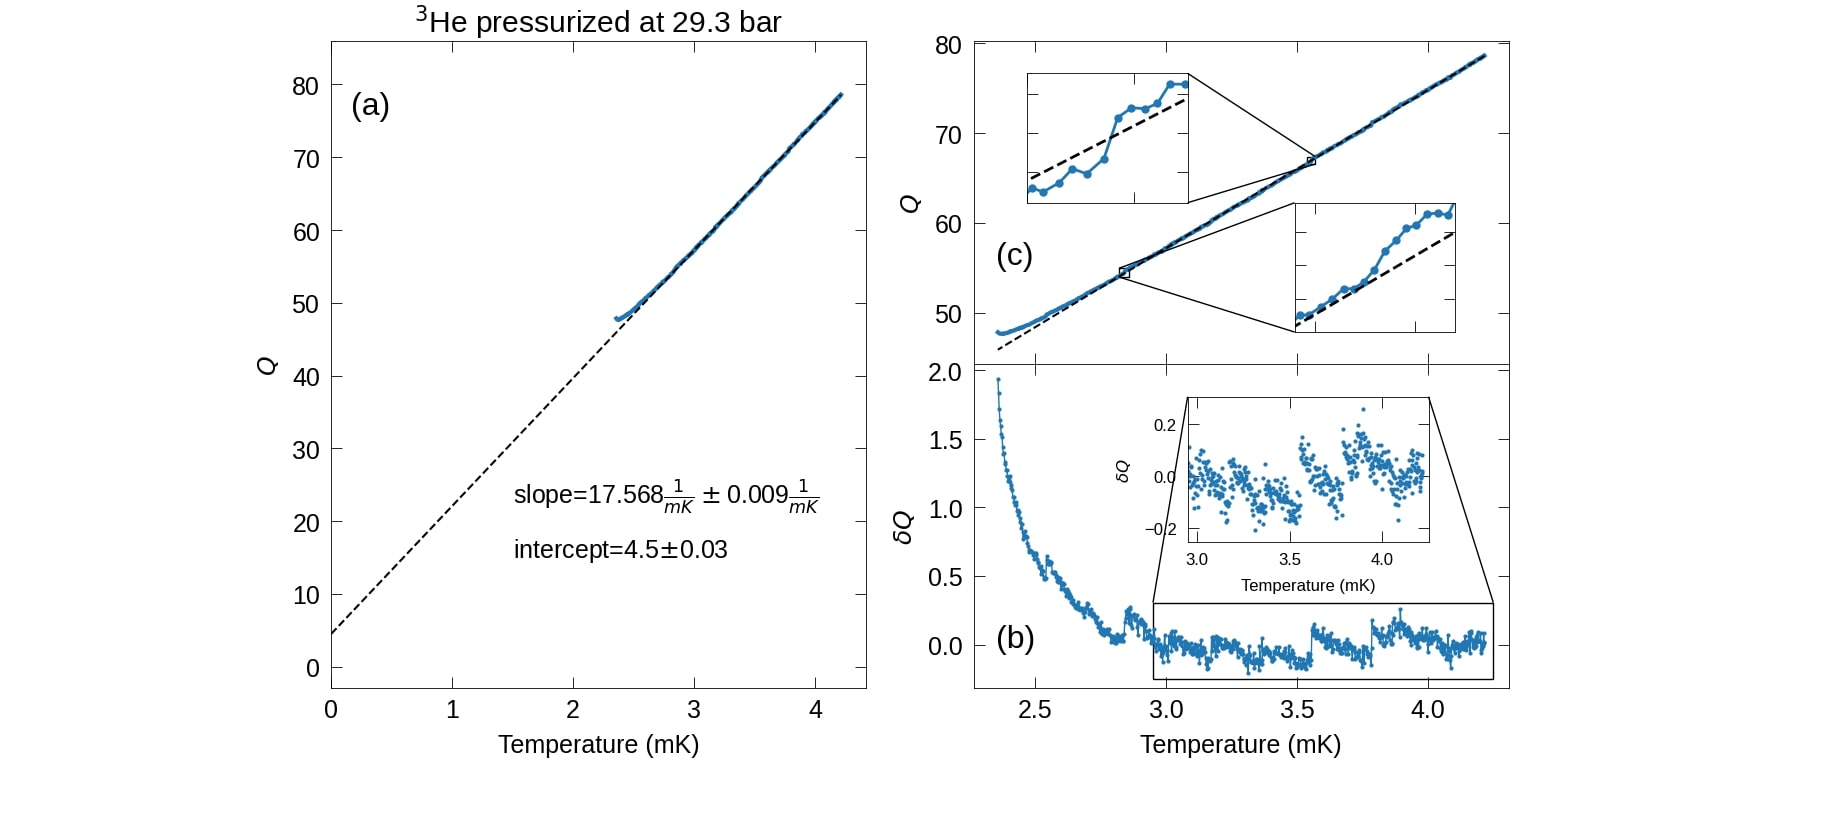 ³He pressurized at 29.3 bar
(a)
Q
80
70
60
50
40
30
20
10
0
slope=17.568 1/mK ± 0.009 1/mK
intercept=4.5±0.03
0 1 2 3 4
Temperature (mK)
(c)
Q
80
70
60
50
(b)
δQ
2.0
1.5
1.0
0.5
0.0
δQ
0.2
0.0
−0.2
3.0 3.5 4.0
Temperature (mK)
2.5 3.0 3.5 4.0
Temperature (mK)